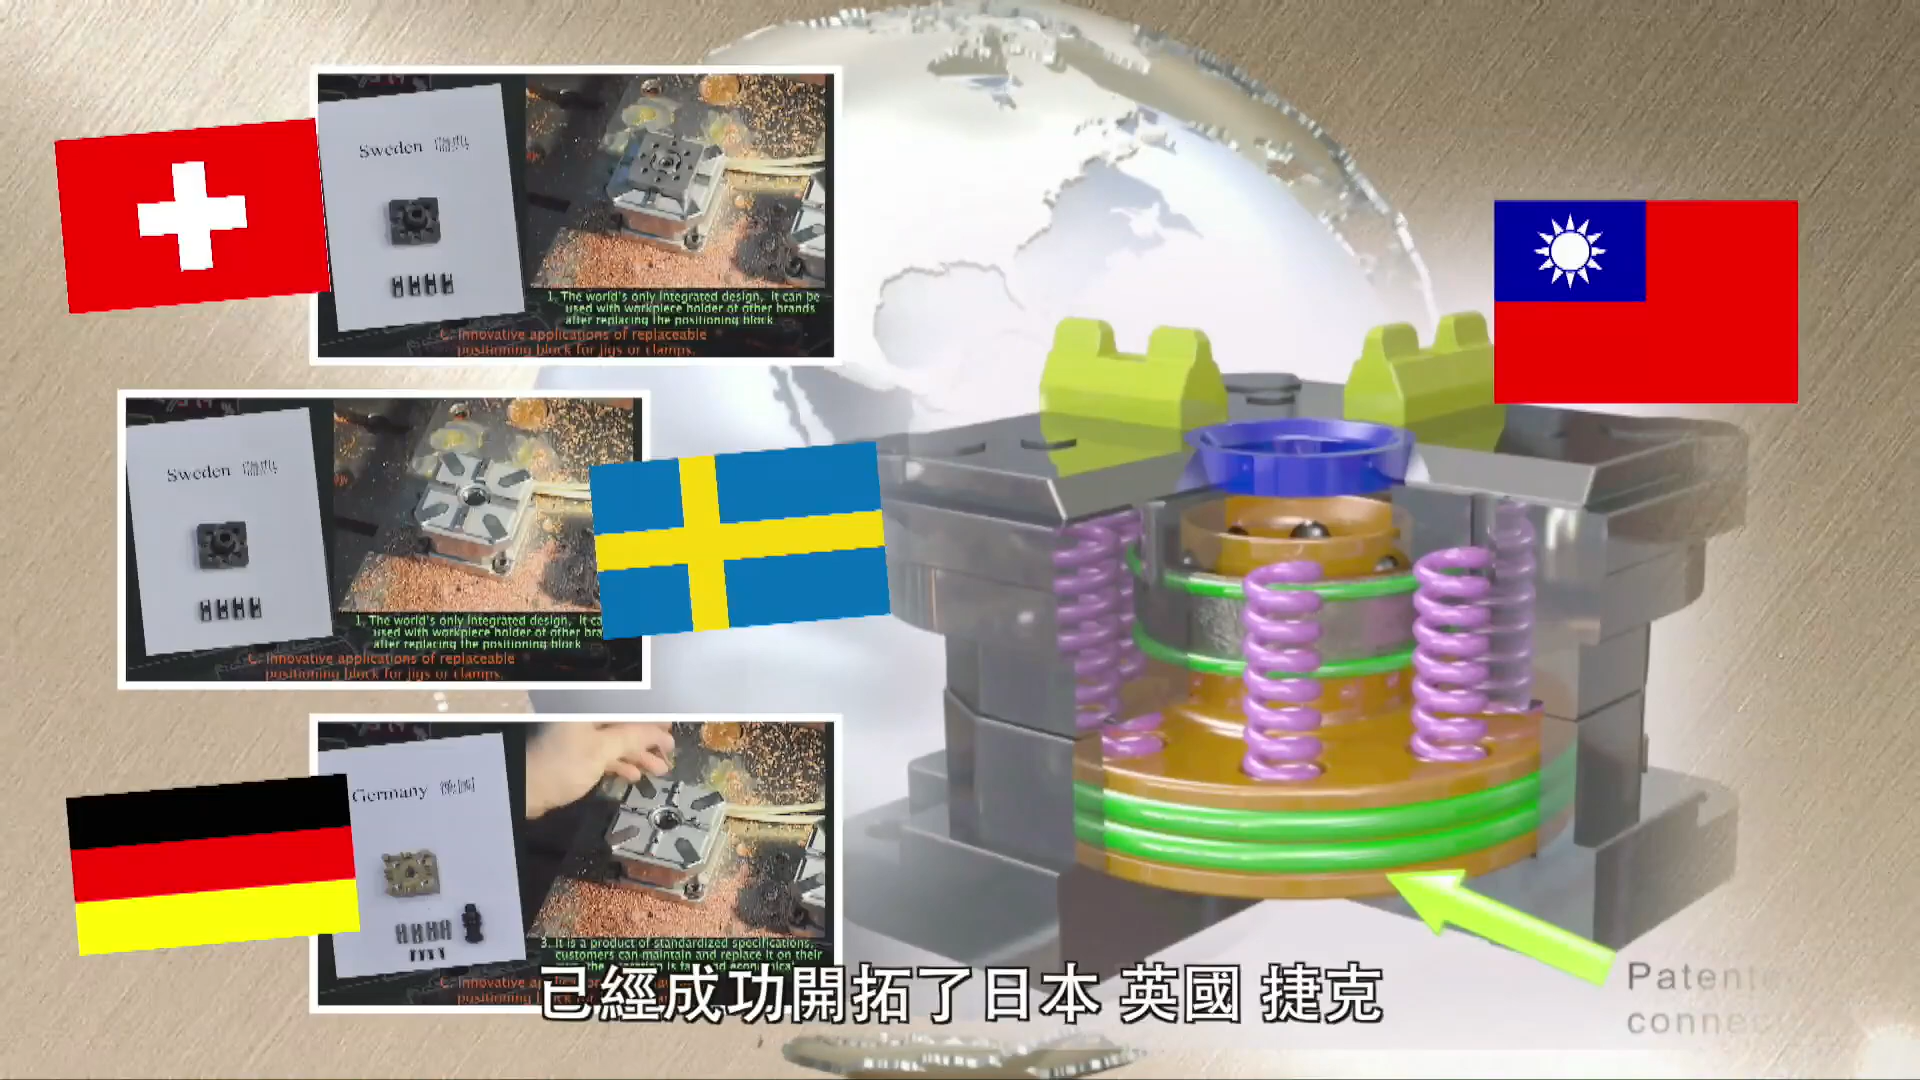 Sweden 瑞典
1. The world's only integrated design, it can be
used with workpiece holder of other brands
after replacing the positioning block
C. Innovative applications of replaceable
positioning block for jigs or clamps.
Sweden 瑞典
1. The world's only integrated design, it ca
used with workpiece holder of other bra
after replacing the positioning block
C. Innovative applications of replaceable
positioning block for jigs or clamps.
Germany 德國
3. It is a product of standardized specifications,
customers can maintain and replace it on their
C. Innovative
已經成功開拓了日本 英國 捷克
Patente
connec